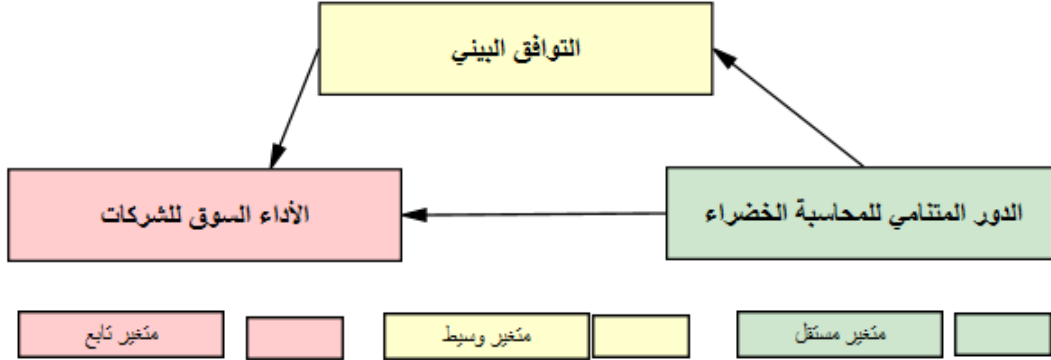 التوافق البيني
الدور المتنامي للمحاسبة الخضراء
الأداء السوق للشركات
متغير مستقل
متغير وسيط
متغير تابع